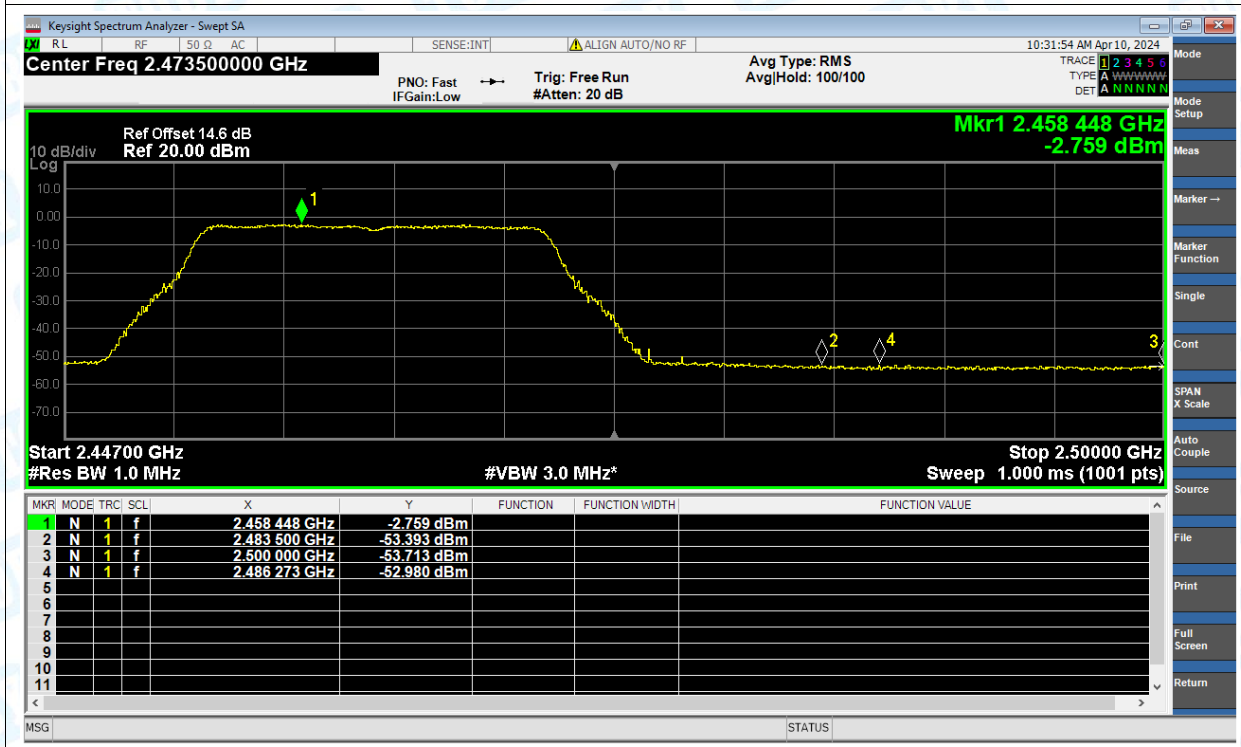 Keysight Spectrum Analyzer - Swept SA
LXI RL RF 50 Ω AC SENSE:INT ALIGN AUTO/NO RF 10:31:54 AM Apr 10, 2024
Center Freq 2.473500000 GHz
PNO: Fast
IFGain:Low
Trig: Free Run
#Atten: 20 dB
Avg Type: RMS
Avg|Hold: 100/100
TRACE 1 2 3 4 5 6
TYPE A WWWWW
DET A N N N N N
Ref Offset 14.6 dB
10 dB/div Ref 20.00 dBm
Log
Mkr1 2.458 448 GHz
-2.759 dBm
10.0
0.00
-10.0
-20.0
-30.0
-40.0
-50.0
-60.0
-70.0
1
2
4
3
Start 2.44700 GHz Stop 2.50000 GHz
#Res BW 1.0 MHz #VBW 3.0 MHz* Sweep 1.000 ms (1001 pts)
MKR MODE TRC SCL X Y FUNCTION FUNCTION WIDTH FUNCTION VALUE
1 N 1 f 2.458 448 GHz -2.759 dBm
2 N 1 f 2.483 500 GHz -53.393 dBm
3 N 1 f 2.500 000 GHz -53.713 dBm
4 N 1 f 2.486 273 GHz -52.980 dBm
5
6
7
8
9
10
11
MSG STATUS
Mode
Mode
Setup
Meas
Marker →
Marker
Function
Single
Cont
SPAN
X Scale
Auto
Couple
Source
File
Print
Full
Screen
Return